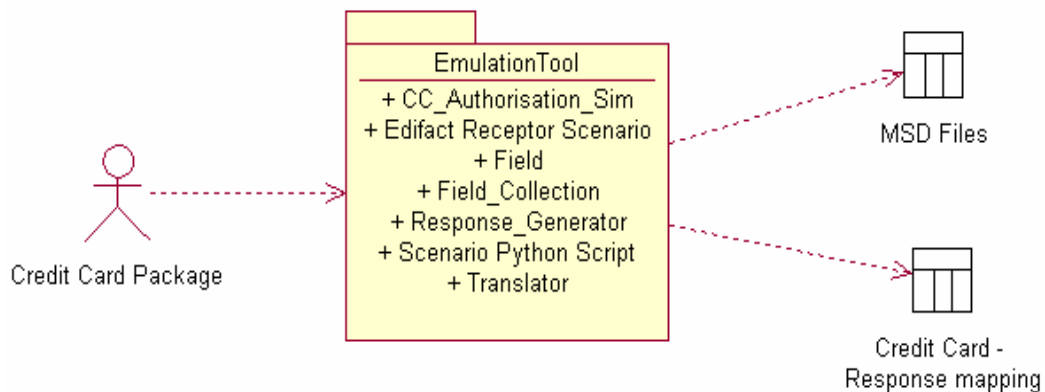 EmulationTool
+ CC_Authorisation_Sim
+ Edifact Receptor Scenario
+ Field
+ Field_Collection
+ Response_Generator
+ Scenario Python Script
+ Translator
Credit Card Package
MSD Files
Credit Card -
Response mapping